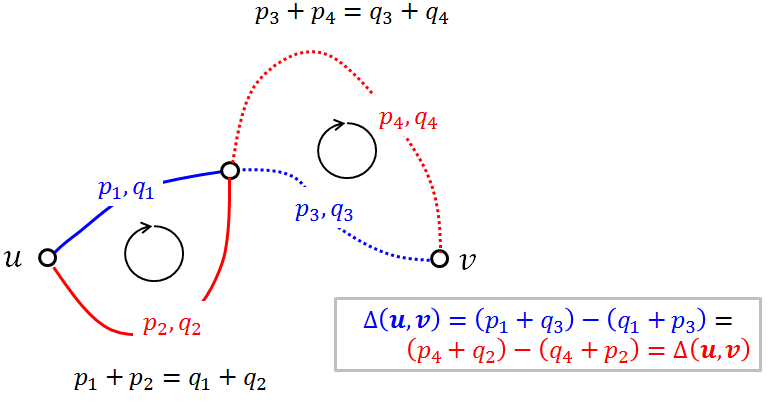 p₃ + p₄ = q₃ + q₄
p₄, q₄
p₁, q₁
p₃, q₃
u
v
p₂, q₂
Δ(u,v) = (p₁ + q₃) − (q₁ + p₃) =
(p₄ + q₂) − (q₄ + p₂) = Δ(u,v)
p₁ + p₂ = q₁ + q₂